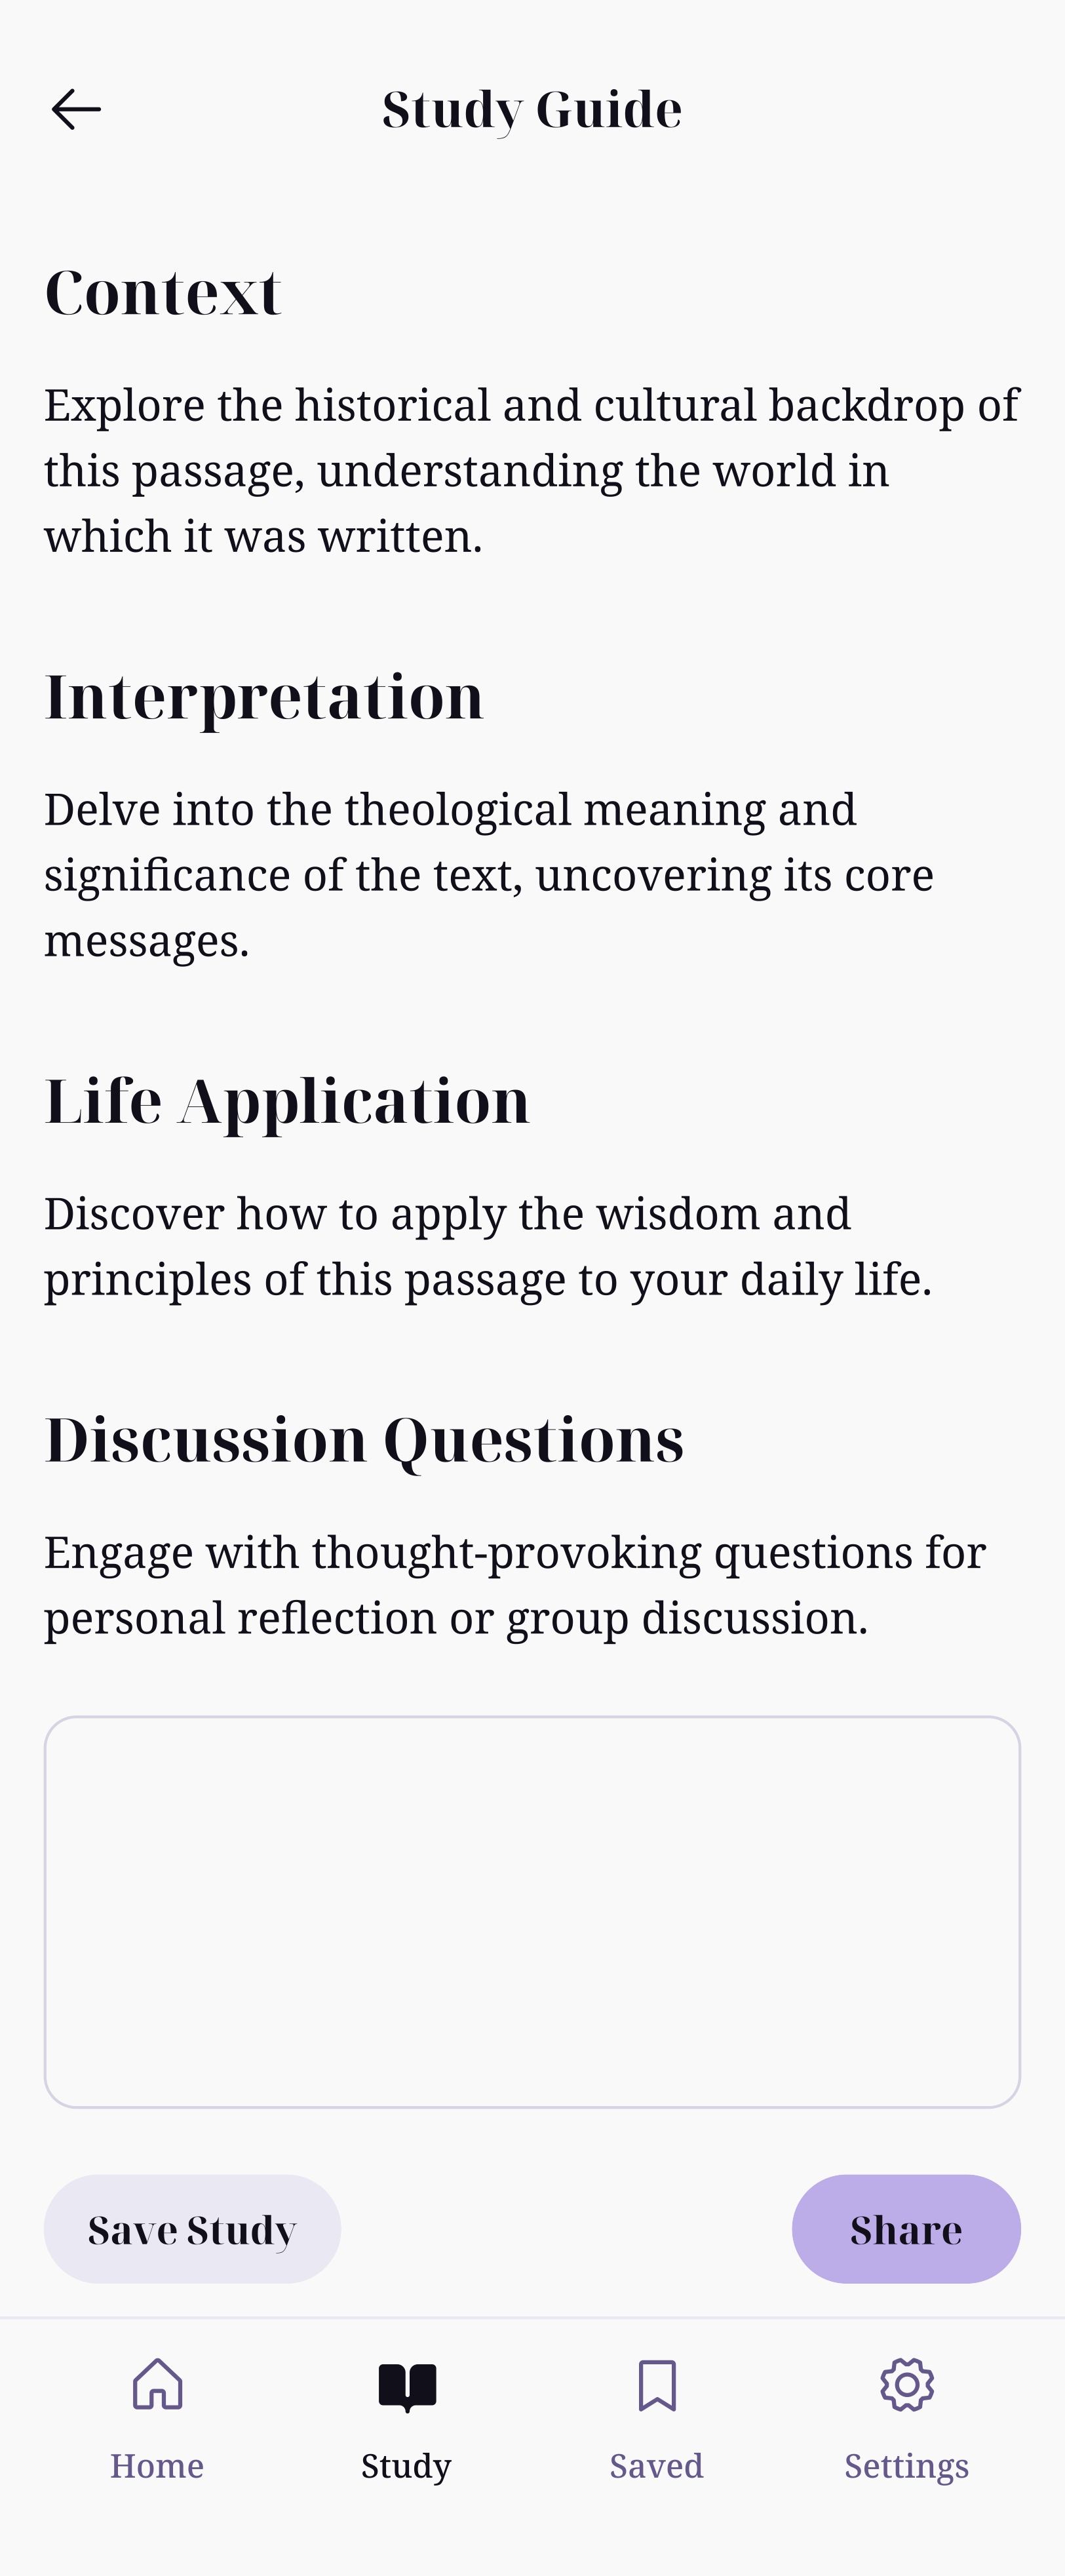 Study Guide
Context
Explore the historical and cultural backdrop of
this passage, understanding the world in
which it was written.
Interpretation
Delve into the theological meaning and
significance of the text, uncovering its core
messages.
Life Application
Discover how to apply the wisdom and
principles of this passage to your daily life.
Discussion Questions
Engage with thought-provoking questions for
personal reflection or group discussion.
Save Study
Share
Home
Study
Saved
Settings